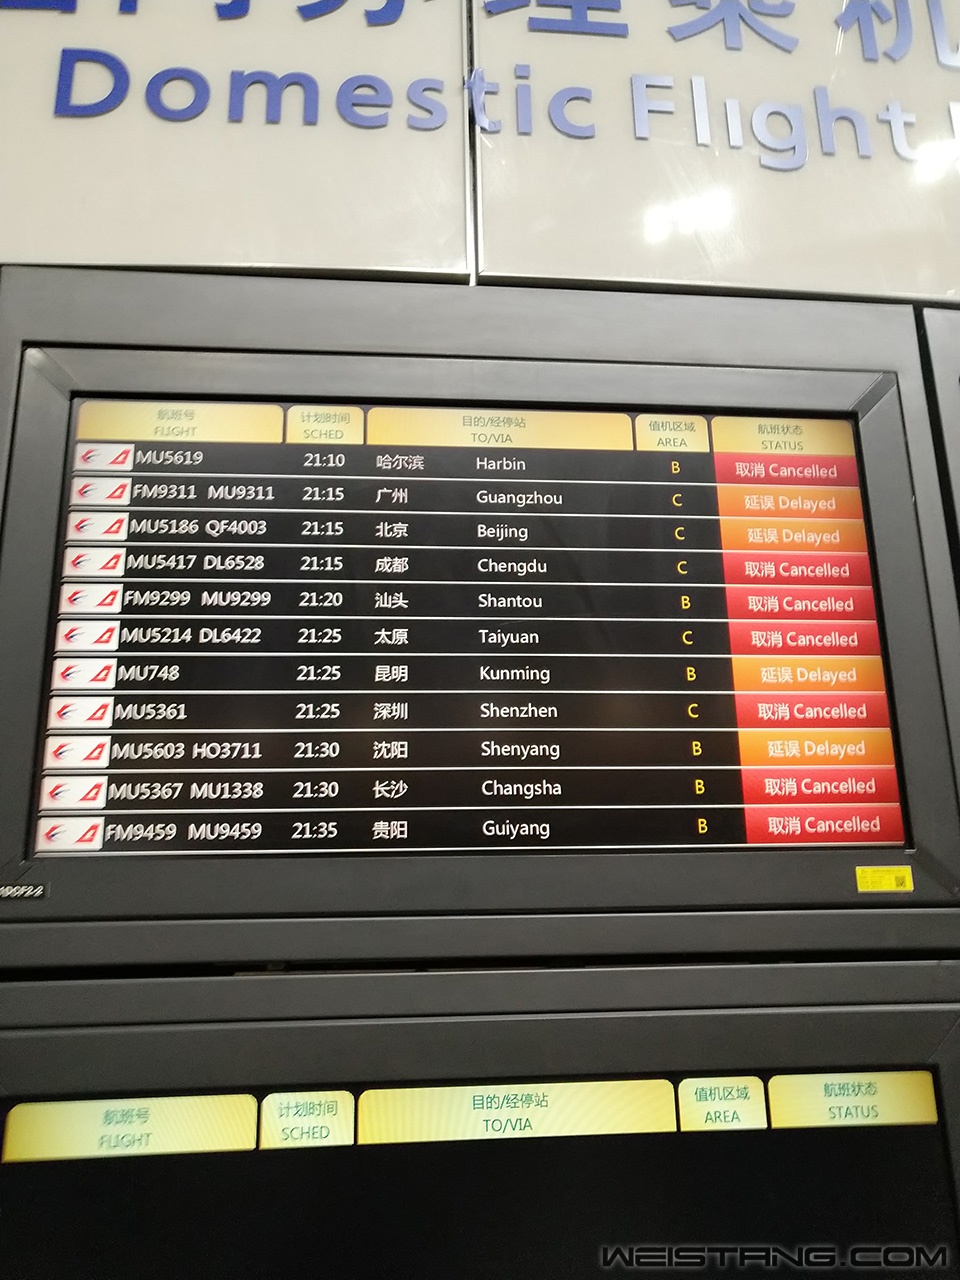 Domestic Flight
航班号 计划时间 目的/经停站 值机区域 航班状态
FLIGHT SCHED TO/VIA AREA STATUS
MU5619 21:10 哈尔滨 Harbin B 取消 Cancelled
FM9311 MU9311 21:15 广州 Guangzhou C 延误 Delayed
MU5186 QF4003 21:15 北京 Beijing C 延误 Delayed
MU5417 DL6528 21:15 成都 Chengdu C 取消 Cancelled
FM9299 MU9299 21:20 汕头 Shantou B 取消 Cancelled
MU5214 DL6422 21:25 太原 Taiyuan C 取消 Cancelled
MU748 21:25 昆明 Kunming B 延误 Delayed
MU5361 21:25 深圳 Shenzhen C 取消 Cancelled
MU5603 HO3711 21:30 沈阳 Shenyang B 延误 Delayed
MU5367 MU1338 21:30 长沙 Changsha B 取消 Cancelled
FM9459 MU9459 21:35 贵阳 Guiyang B 取消 Cancelled
航班号 计划时间 目的/经停站 值机区域 航班状态
FLIGHT SCHED TO/VIA AREA STATUS
WEISTANG.COM